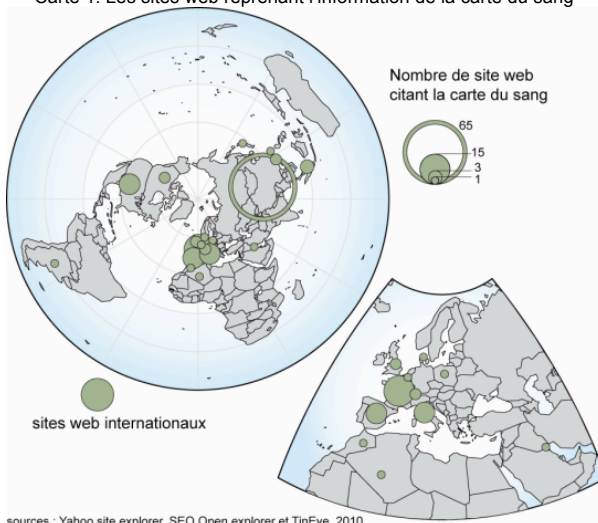 Carte 1. Les sites web reprenant l'information de la carte du sang
Nombre de site web
citant la carte du sang
65
15
3
1
sites web internationaux
sources : Yahoo site explorer, SEO Open explorer et TinEye, 2010